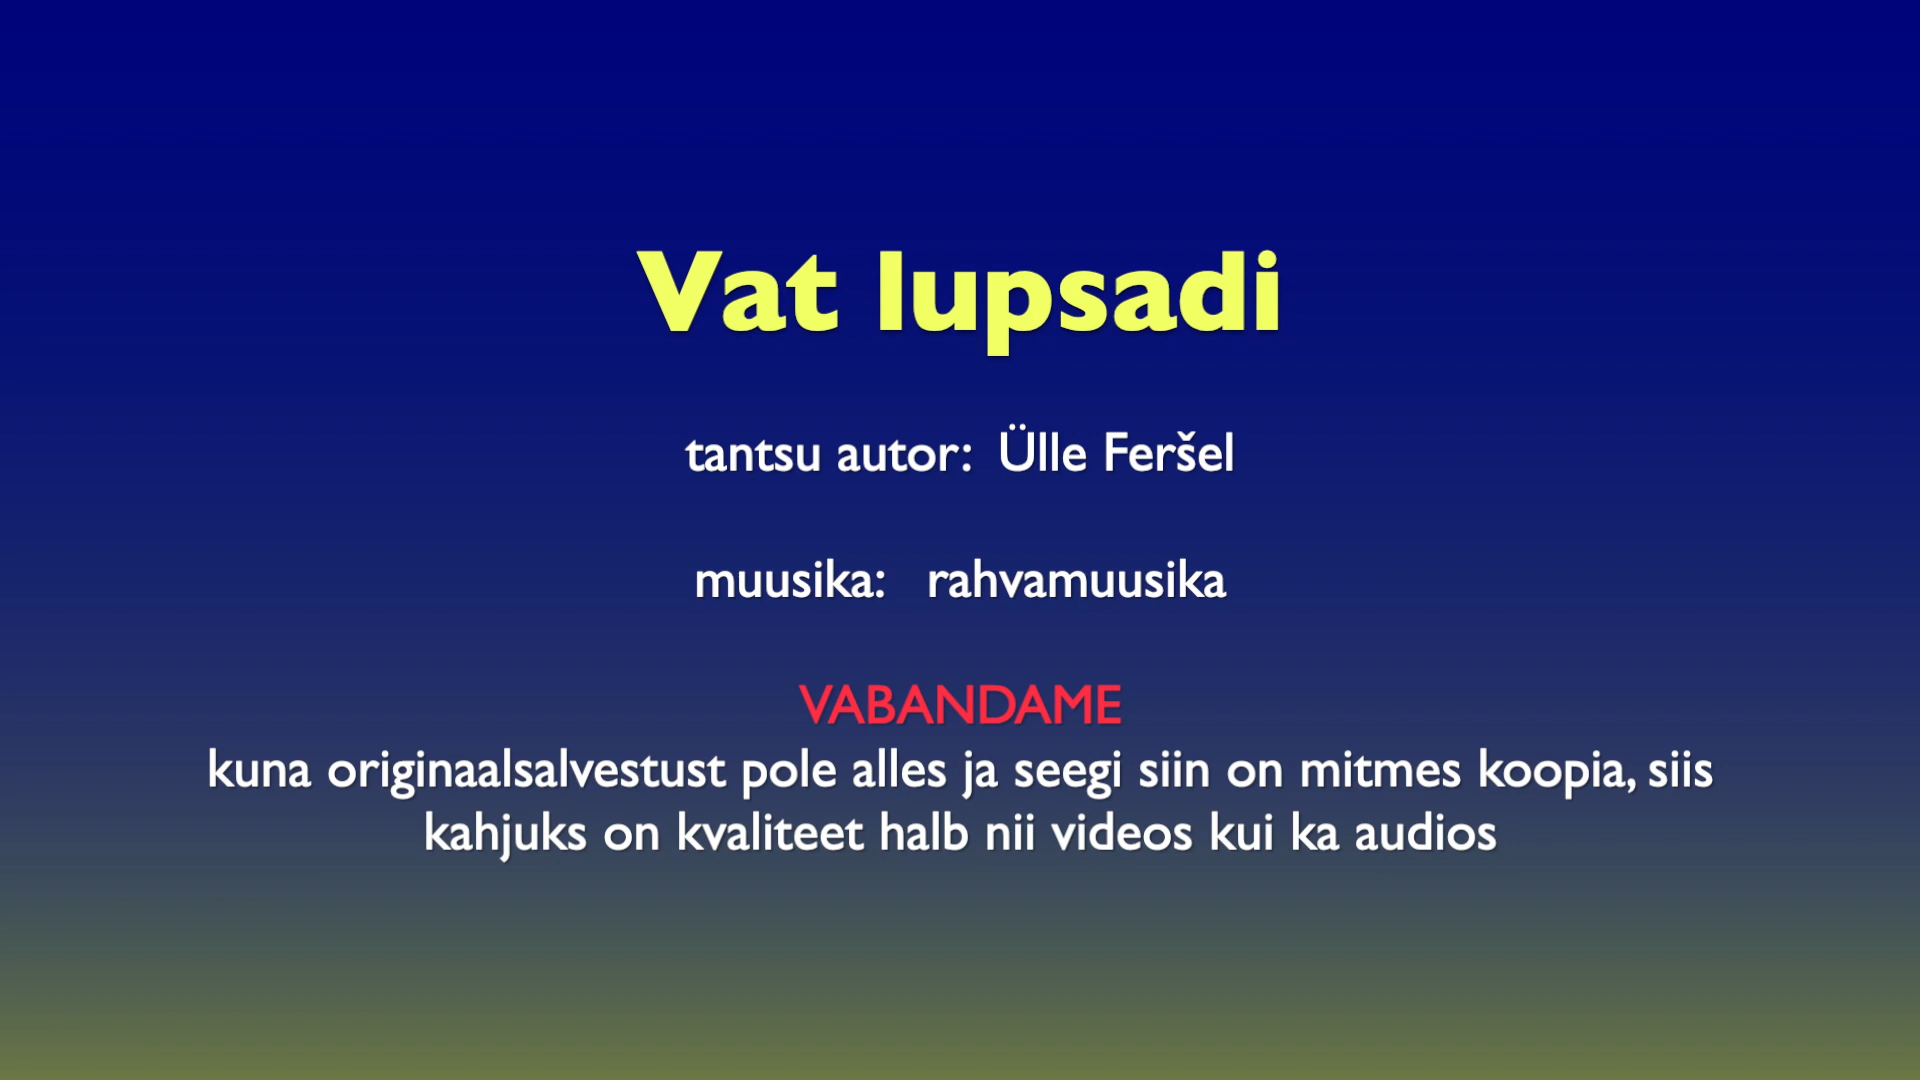 Vat lupsadi
tantsu autor: Ülle Feršel
muusika: rahvamuusika
VABANDAME
kuna originaalsalvestust pole alles ja seegi siin on mitmes koopia, siis
kahjuks on kvaliteet halb nii videos kui ka audios